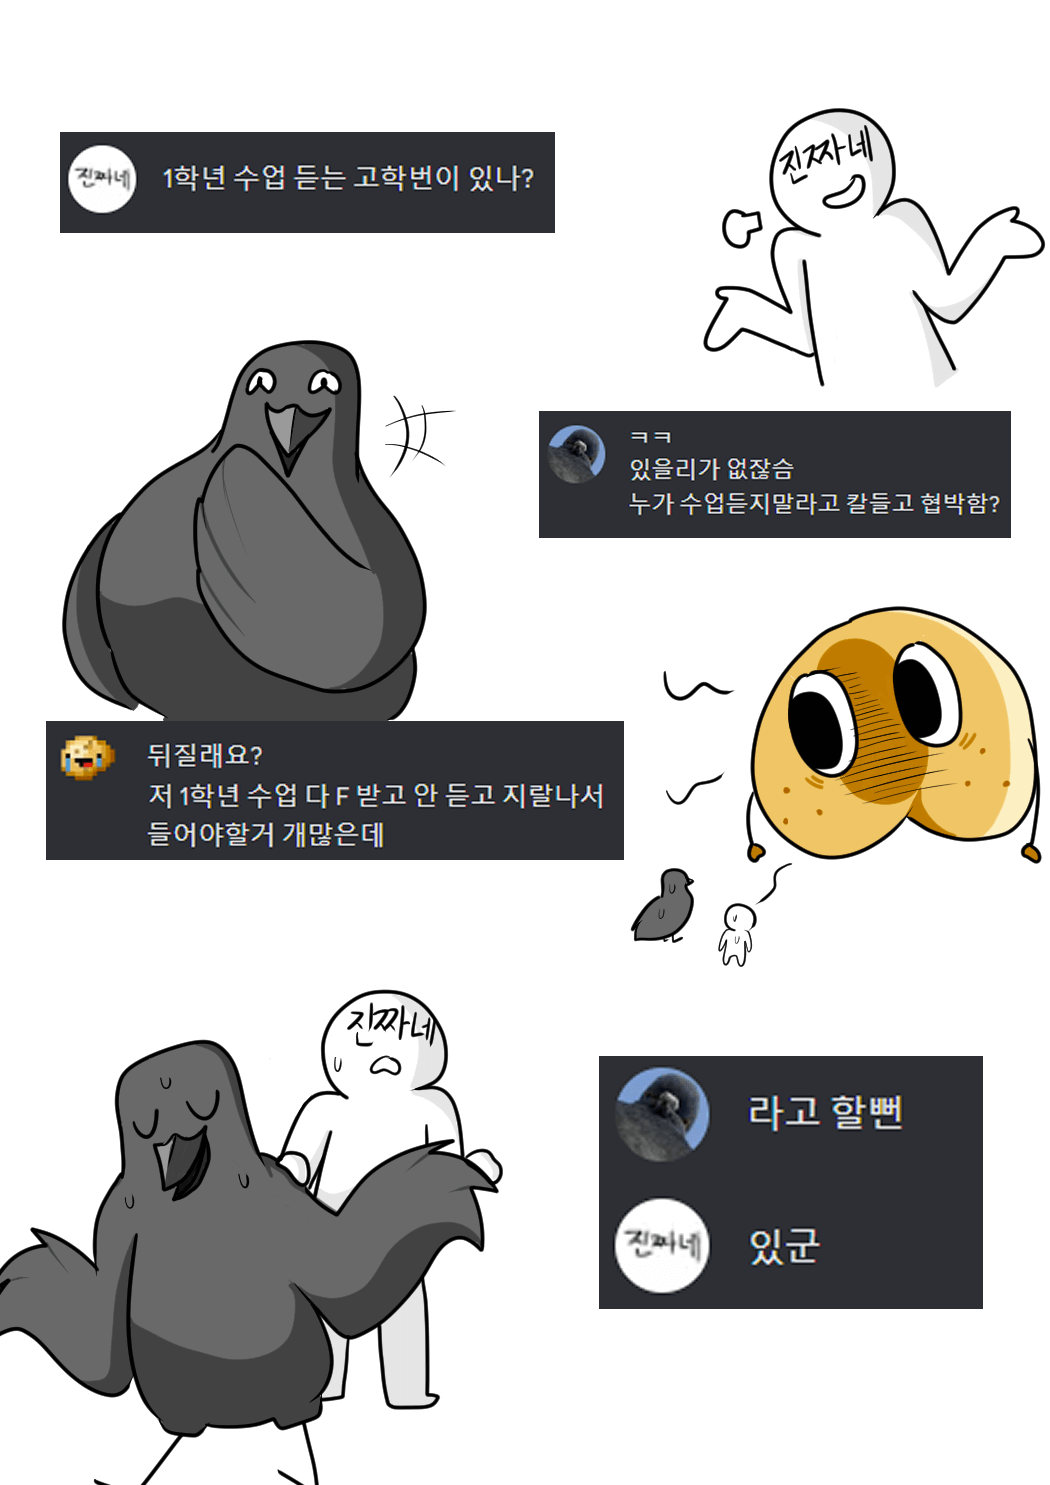 진짜네
1학년 수업 듣는 고학번이 있나?
진짜네
ㅋㅋ
있을리가 없잖슴
누가 수업듣지말라고 칼들고 협박함?
뒤질래요?
저 1학년 수업 다 F 받고 안 듣고 지랄나서
들어야할거 개많은데
진짜네
라고 할뻔
진짜네
있군